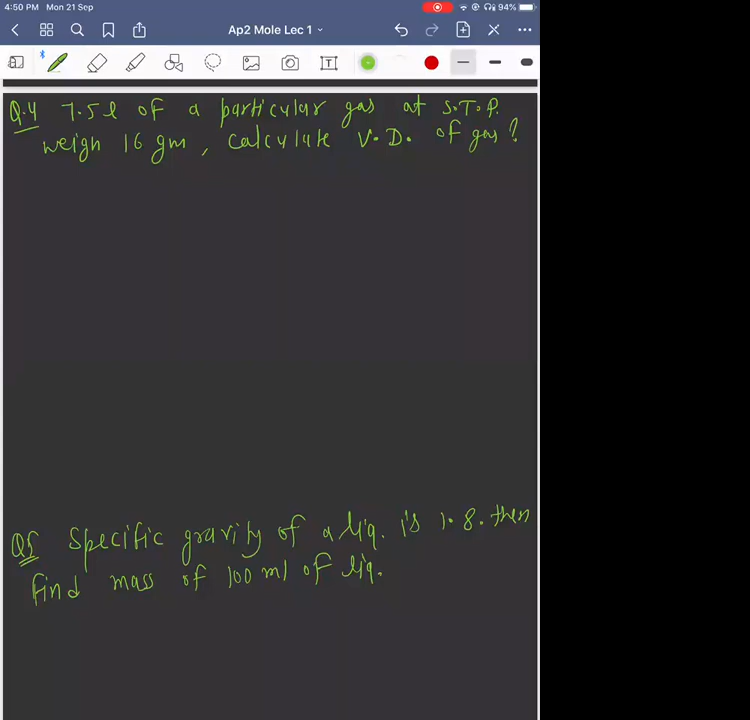 4:50 PM Mon 21 Sep
94%
Ap2 Mole Lec 1
T
Q.4 7.5l of a particular gas at S.T.P.
weigh 16 gm, calculate V.D. of gas?
Q5 Specific gravity of a liq. is 1.8. then
find mass of 100 ml of liq.